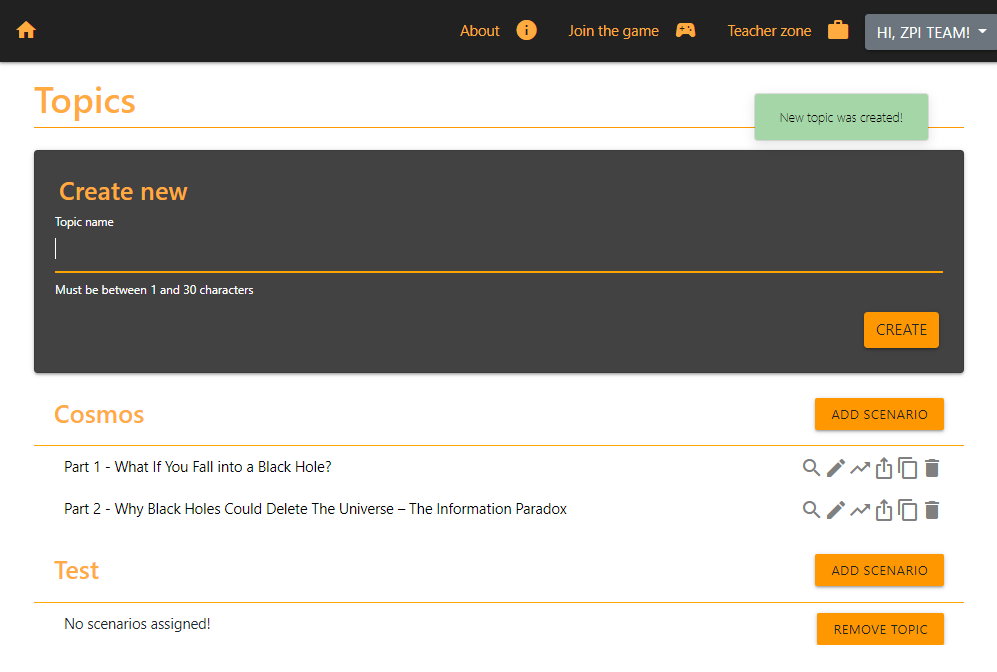 About Join the game Teacher zone HI, ZPI TEAM!
Topics
New topic was created!
Create new
Topic name
Must be between 1 and 30 characters
CREATE
Cosmos ADD SCENARIO
Part 1 - What If You Fall into a Black Hole?
Part 2 - Why Black Holes Could Delete The Universe – The Information Paradox
Test ADD SCENARIO
No scenarios assigned! REMOVE TOPIC